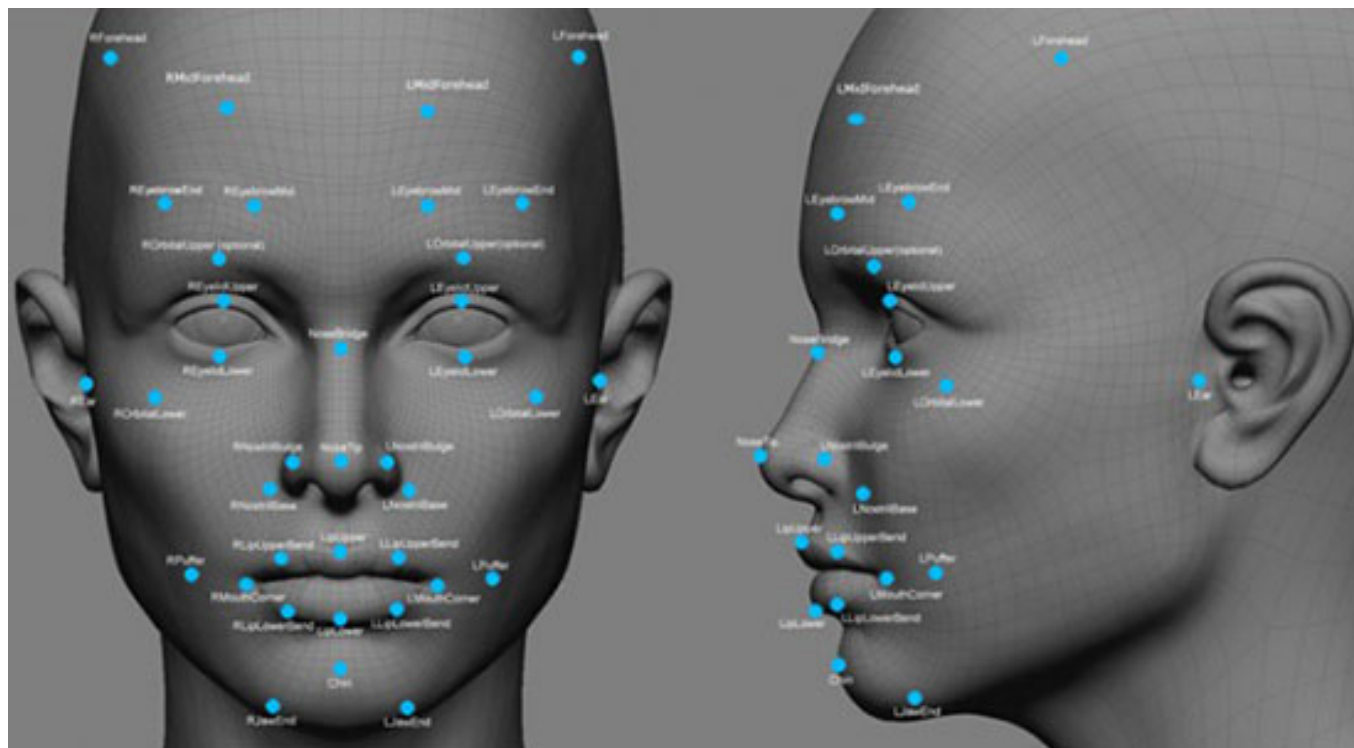 RForehead
LForehead
RMidForehead
LMidForehead
REyebrowEnd
REyebrowMid
LEyebrowMid
LEyebrowEnd
ROrbitalUpper(optional)
LOrbitalUpper(optional)
REyelidUpper
LEyelidUpper
NoseBridge
REyelidLower
LEyelidLower
REar
ROrbitalLower
LOrbitalLower
LEar
RNostrilBulge
NoseTip
LNostrilBulge
RNostrilBase
LNostrilBase
LipUpper
RLipUpperBend
LLipUpperBend
RPuffer
LPuffer
RMouthCorner
LMouthCorner
RLipLowerBend
LipLower
LLipLowerBend
Chin
RJawEnd
LJawEnd
LForehead
LMidForehead
LEyebrowEnd
LEyebrowMid
LOrbitalUpper(optional)
LEyelidUpper
NoseBridge
LEyelidLower
LOrbitalLower
LEar
NoseTip
LNostrilBulge
LNostrilBase
LipUpper
LLipUpperBend
LPuffer
LMouthCorner
LipLower
LLipLowerBend
Chin
LJawEnd